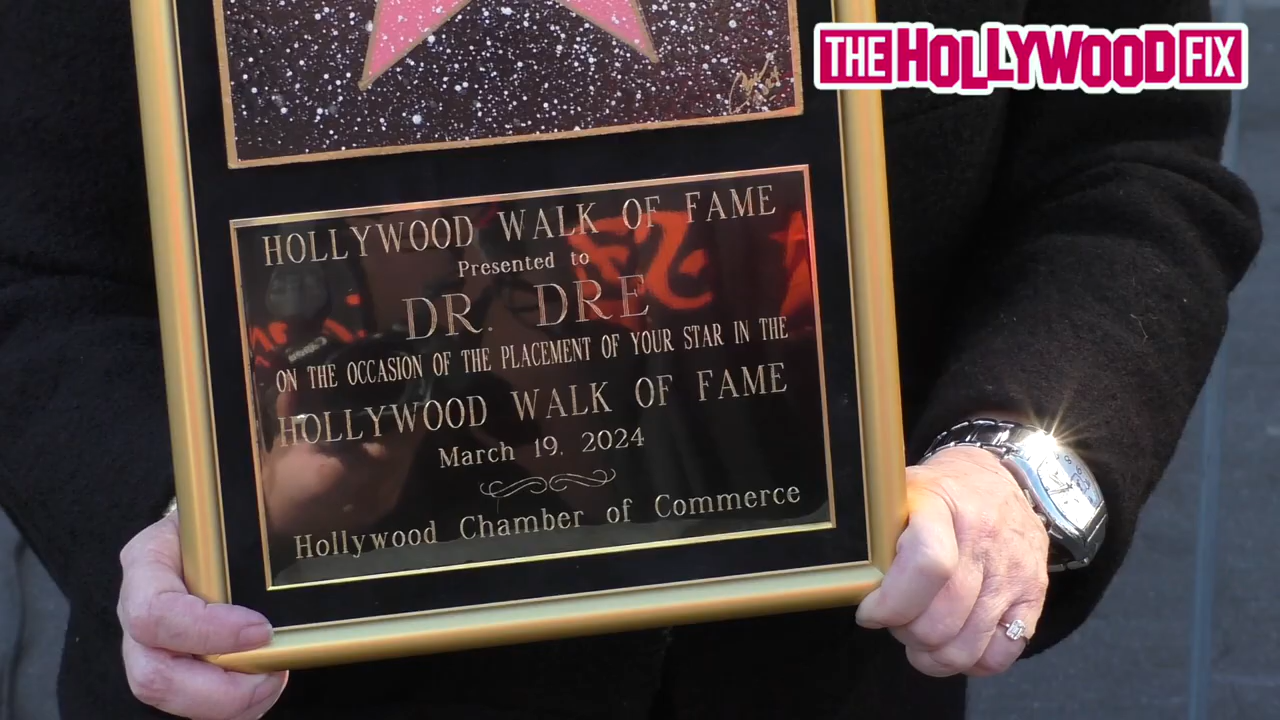 THE HOLLYWOOD FIX
HOLLYWOOD WALK OF FAME
Presented to
DR. DRE
ON THE OCCASION OF THE PLACEMENT OF YOUR STAR IN THE
HOLLYWOOD WALK OF FAME
March 19, 2024
Hollywood Chamber of Commerce